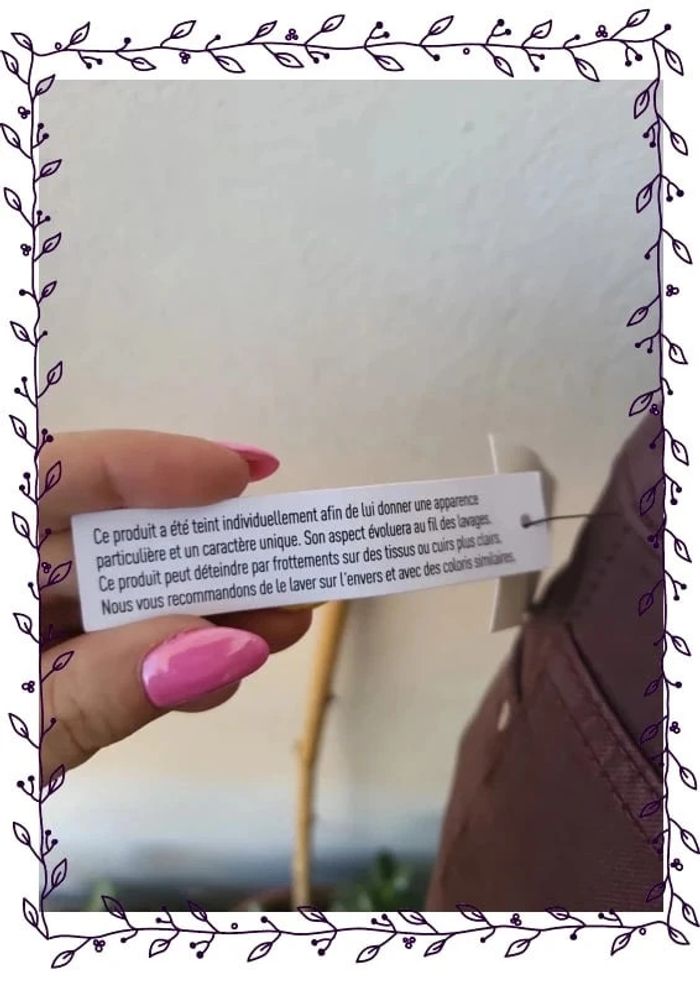 Ce produit a été teint individuellement afin de lui donner une apparence
particulière et un caractère unique. Son aspect évoluera au fil des lavages.
Ce produit peut déteindre par frottements sur des tissus ou cuirs plus clairs.
Nous vous recommandons de le laver sur l'envers et avec des coloris similaires.